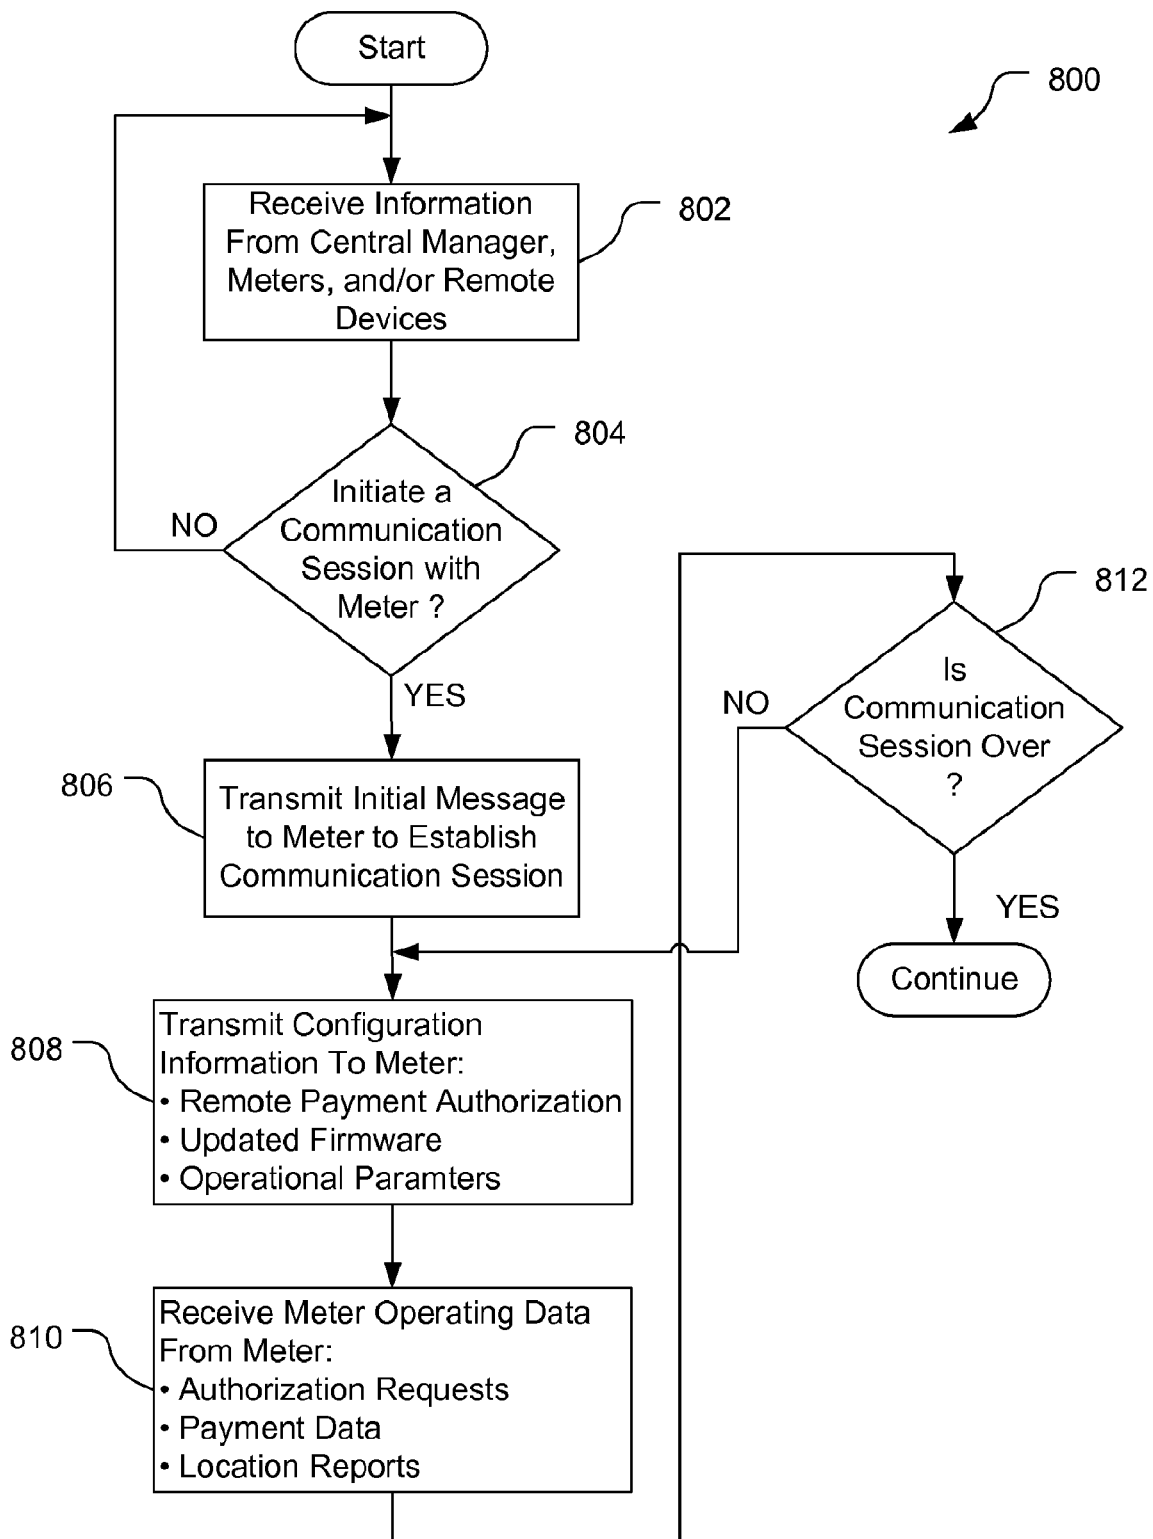 Start
800
Receive Information
From Central Manager,
Meters, and/or Remote
Devices
802
804
Initiate a
Communication
Session with
Meter ?
NO
YES
806
Transmit Initial Message
to Meter to Establish
Communication Session
808
Transmit Configuration
Information To Meter:
• Remote Payment Authorization
• Updated Firmware
• Operational Paramters
810
Receive Meter Operating Data
From Meter:
• Authorization Requests
• Payment Data
• Location Reports
812
Is
Communication
Session Over
?
NO
YES
Continue